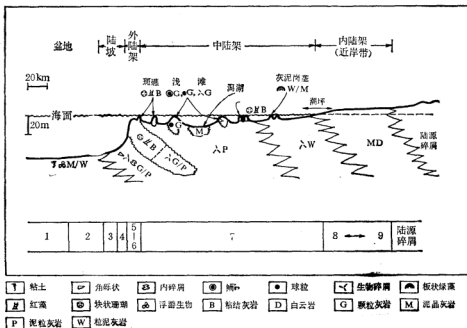 盆地 陆坡 外陆架 中陆架 内陆架(近岸带)
斑礁 浅滩 灰泥岗丘
B G, G, G W/M
20km 潟湖 B 潮坪
海面
20m G M
B G/P P W MD 陆源碎屑
M/W B G/P
1 2 3 4 5-6 7 8 9 陆源碎屑
粘土 角砾状 内碎屑 鲕 球粒 生物碎屑 板状绿藻
红藻 块状珊瑚 浮游生物 B 粘结灰岩 D 白云岩 G 颗粒灰岩 M 泥晶灰岩
P 泥粒灰岩 W 粒泥灰岩